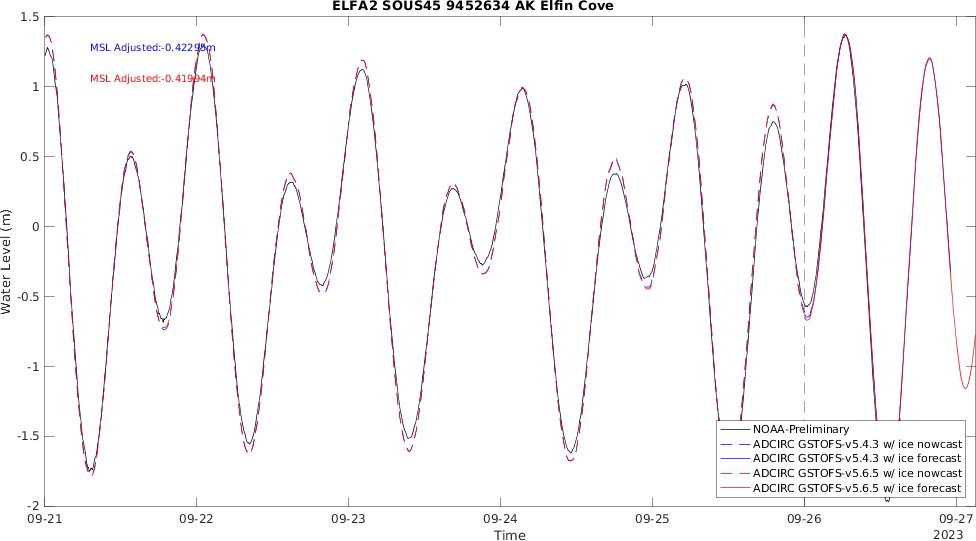 ELFA2 SOUS45 9452634 AK Elfin Cove
1.5
MSL Adjusted:-0.42295m
MSL Adjusted:-0.41994m
1
0.5
0
-0.5
-1
-1.5
-2
Water Level (m)
NOAA-Preliminary
ADCIRC GSTOFS-v5.4.3 w/ ice nowcast
ADCIRC GSTOFS-v5.4.3 w/ ice forecast
ADCIRC GSTOFS-v5.6.5 w/ ice nowcast
ADCIRC GSTOFS-v5.6.5 w/ ice forecast
09-21 09-22 09-23 09-24 09-25 09-26 09-27
2023
Time